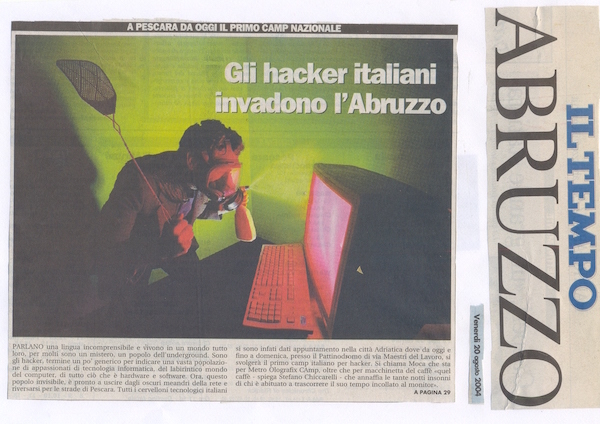 A PESCARA DA OGGI IL PRIMO CAMP NAZIONALE
Gli hacker italiani
invadono l'Abruzzo
PARLANO una lingua incomprensibile e vivono in un mondo tutto
loro, per molti sono un mistero, un popolo dell'underground. Sono
gli hacker, termine un po' generico per indicare una vasta popolazio-
ne di appassionati di tecnologia informatica, del labirintico mondo
del computer, di tutto ciò che è hardware e software. Ora, questo
popolo invisibile, è pronto a uscire dagli oscuri meandri della rete e
riversarsi per le strade di Pescara. Tutti i cervelloni tecnologici italiani
si sono infatti dati appuntamento nella città Adriatica dove da oggi e
fino a domenica, presso il Pattinodromo di via Maestri del Lavoro, si
svolgerà il primo camp italiano per hacker. Si chiama Moca che sta
per Metro Olografix CAmp, oltre che per macchinetta del caffè «quel
caffè - spiega Stefano Chiccarelli - che annaffia le tante notti insonni
di chi è abituato a trascorrere il suo tempo incollato al monitor».
A PAGINA 29
IL TEMPO
ABRUZZO
Venerdì 20 agosto 2004